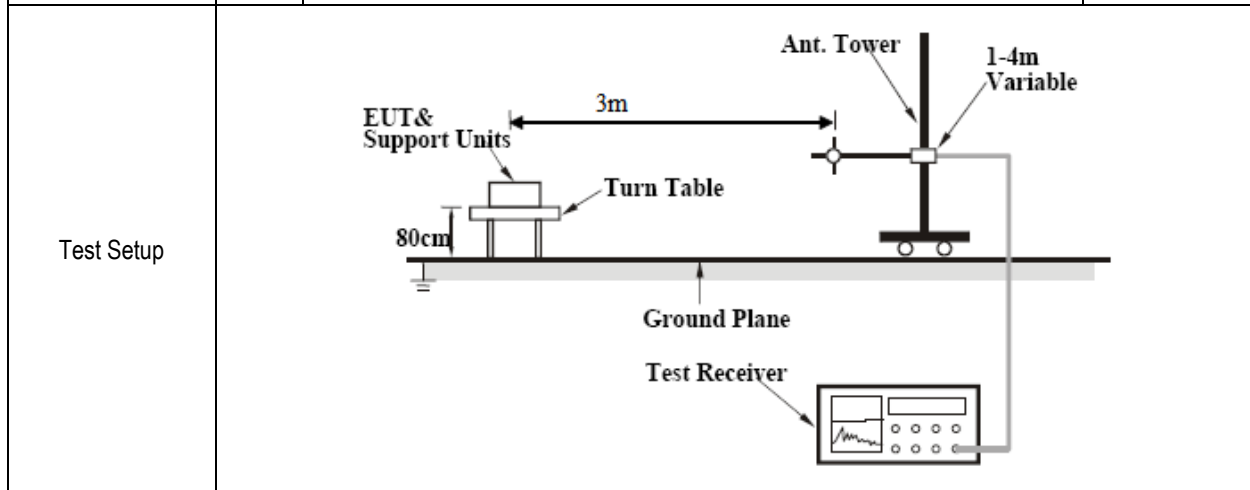 Test Setup
Ant. Tower
1-4m
Variable
3m
EUT&
Support Units
Turn Table
80cm
Ground Plane
Test Receiver